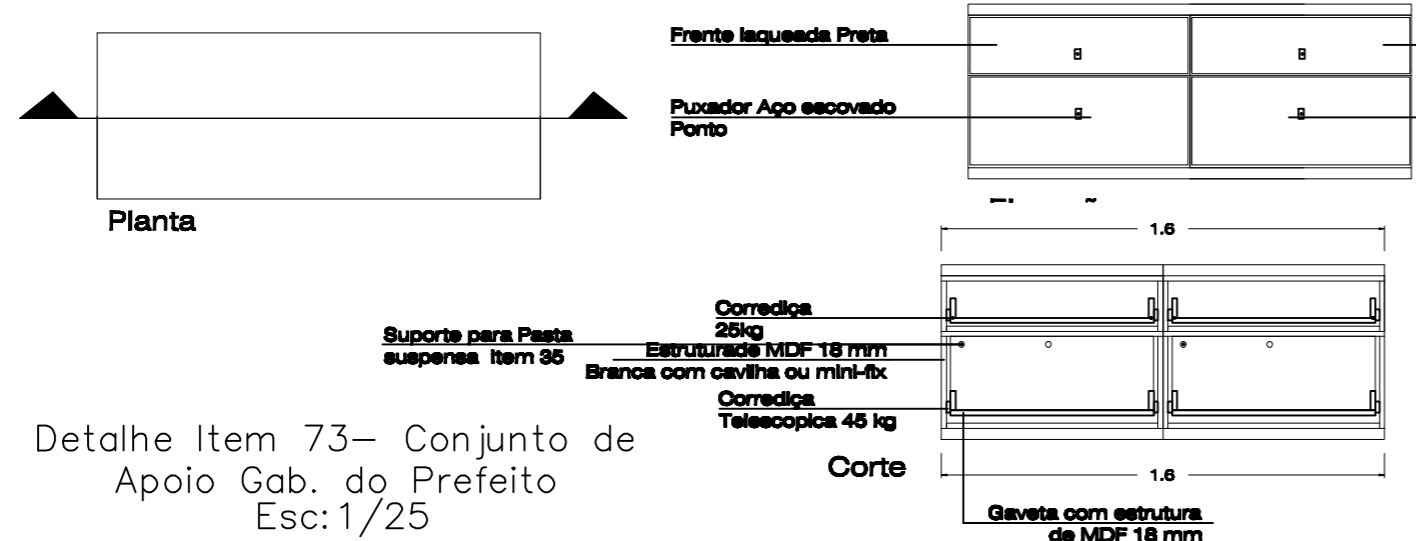 Frente laqueada Preta
Puxador Aço escovado
Ponto
Planta
1.6
Corrediça
25kg
Suporte para Pasta
suspensa Item 35
Estruturade MDF 18 mm
Branca com cavilha ou mini-fix
Corrediça
Telescopica 45 kg
Corte
1.6
Gaveta com estrutura
de MDF 18 mm
Detalhe Item 73– Conjunto de
Apoio Gab. do Prefeito
Esc: 1/25